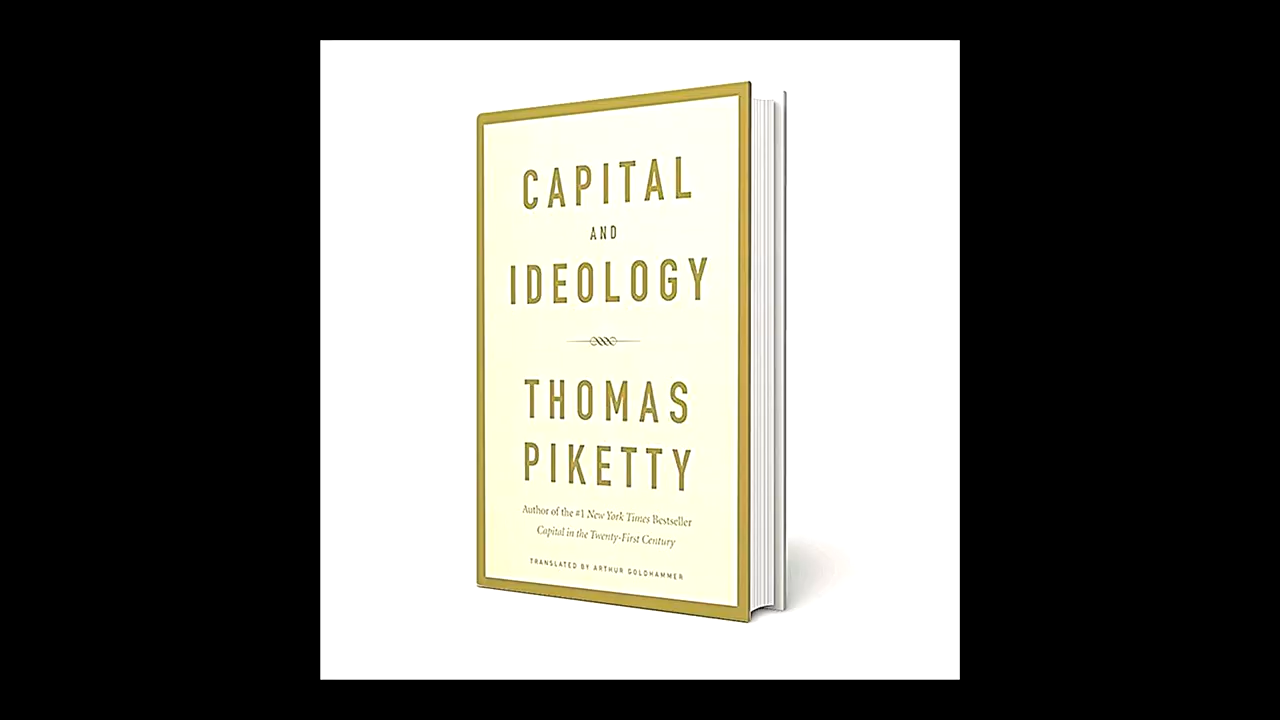 CAPITAL
AND
IDEOLOGY
THOMAS
PIKETTY
Author of the #1 New York Times Bestseller
Capital in the Twenty-First Century
TRANSLATED BY ARTHUR GOLDHAMMER